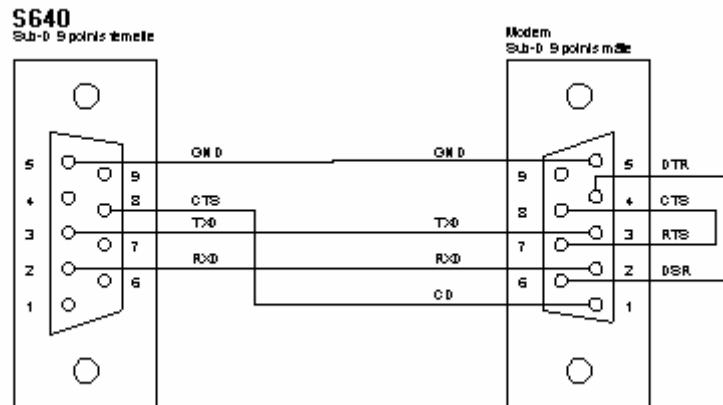 S640
Sub-D 9 points femelle
Modem
Sub-D 9 points mâle
5 GND GND 5 DTR
9 9
4 8 CTS 8 4 CTS
3 TXD TXD 3 RTS
7 7
2 RXD RXD 2 DSR
6 6
1 CD 1